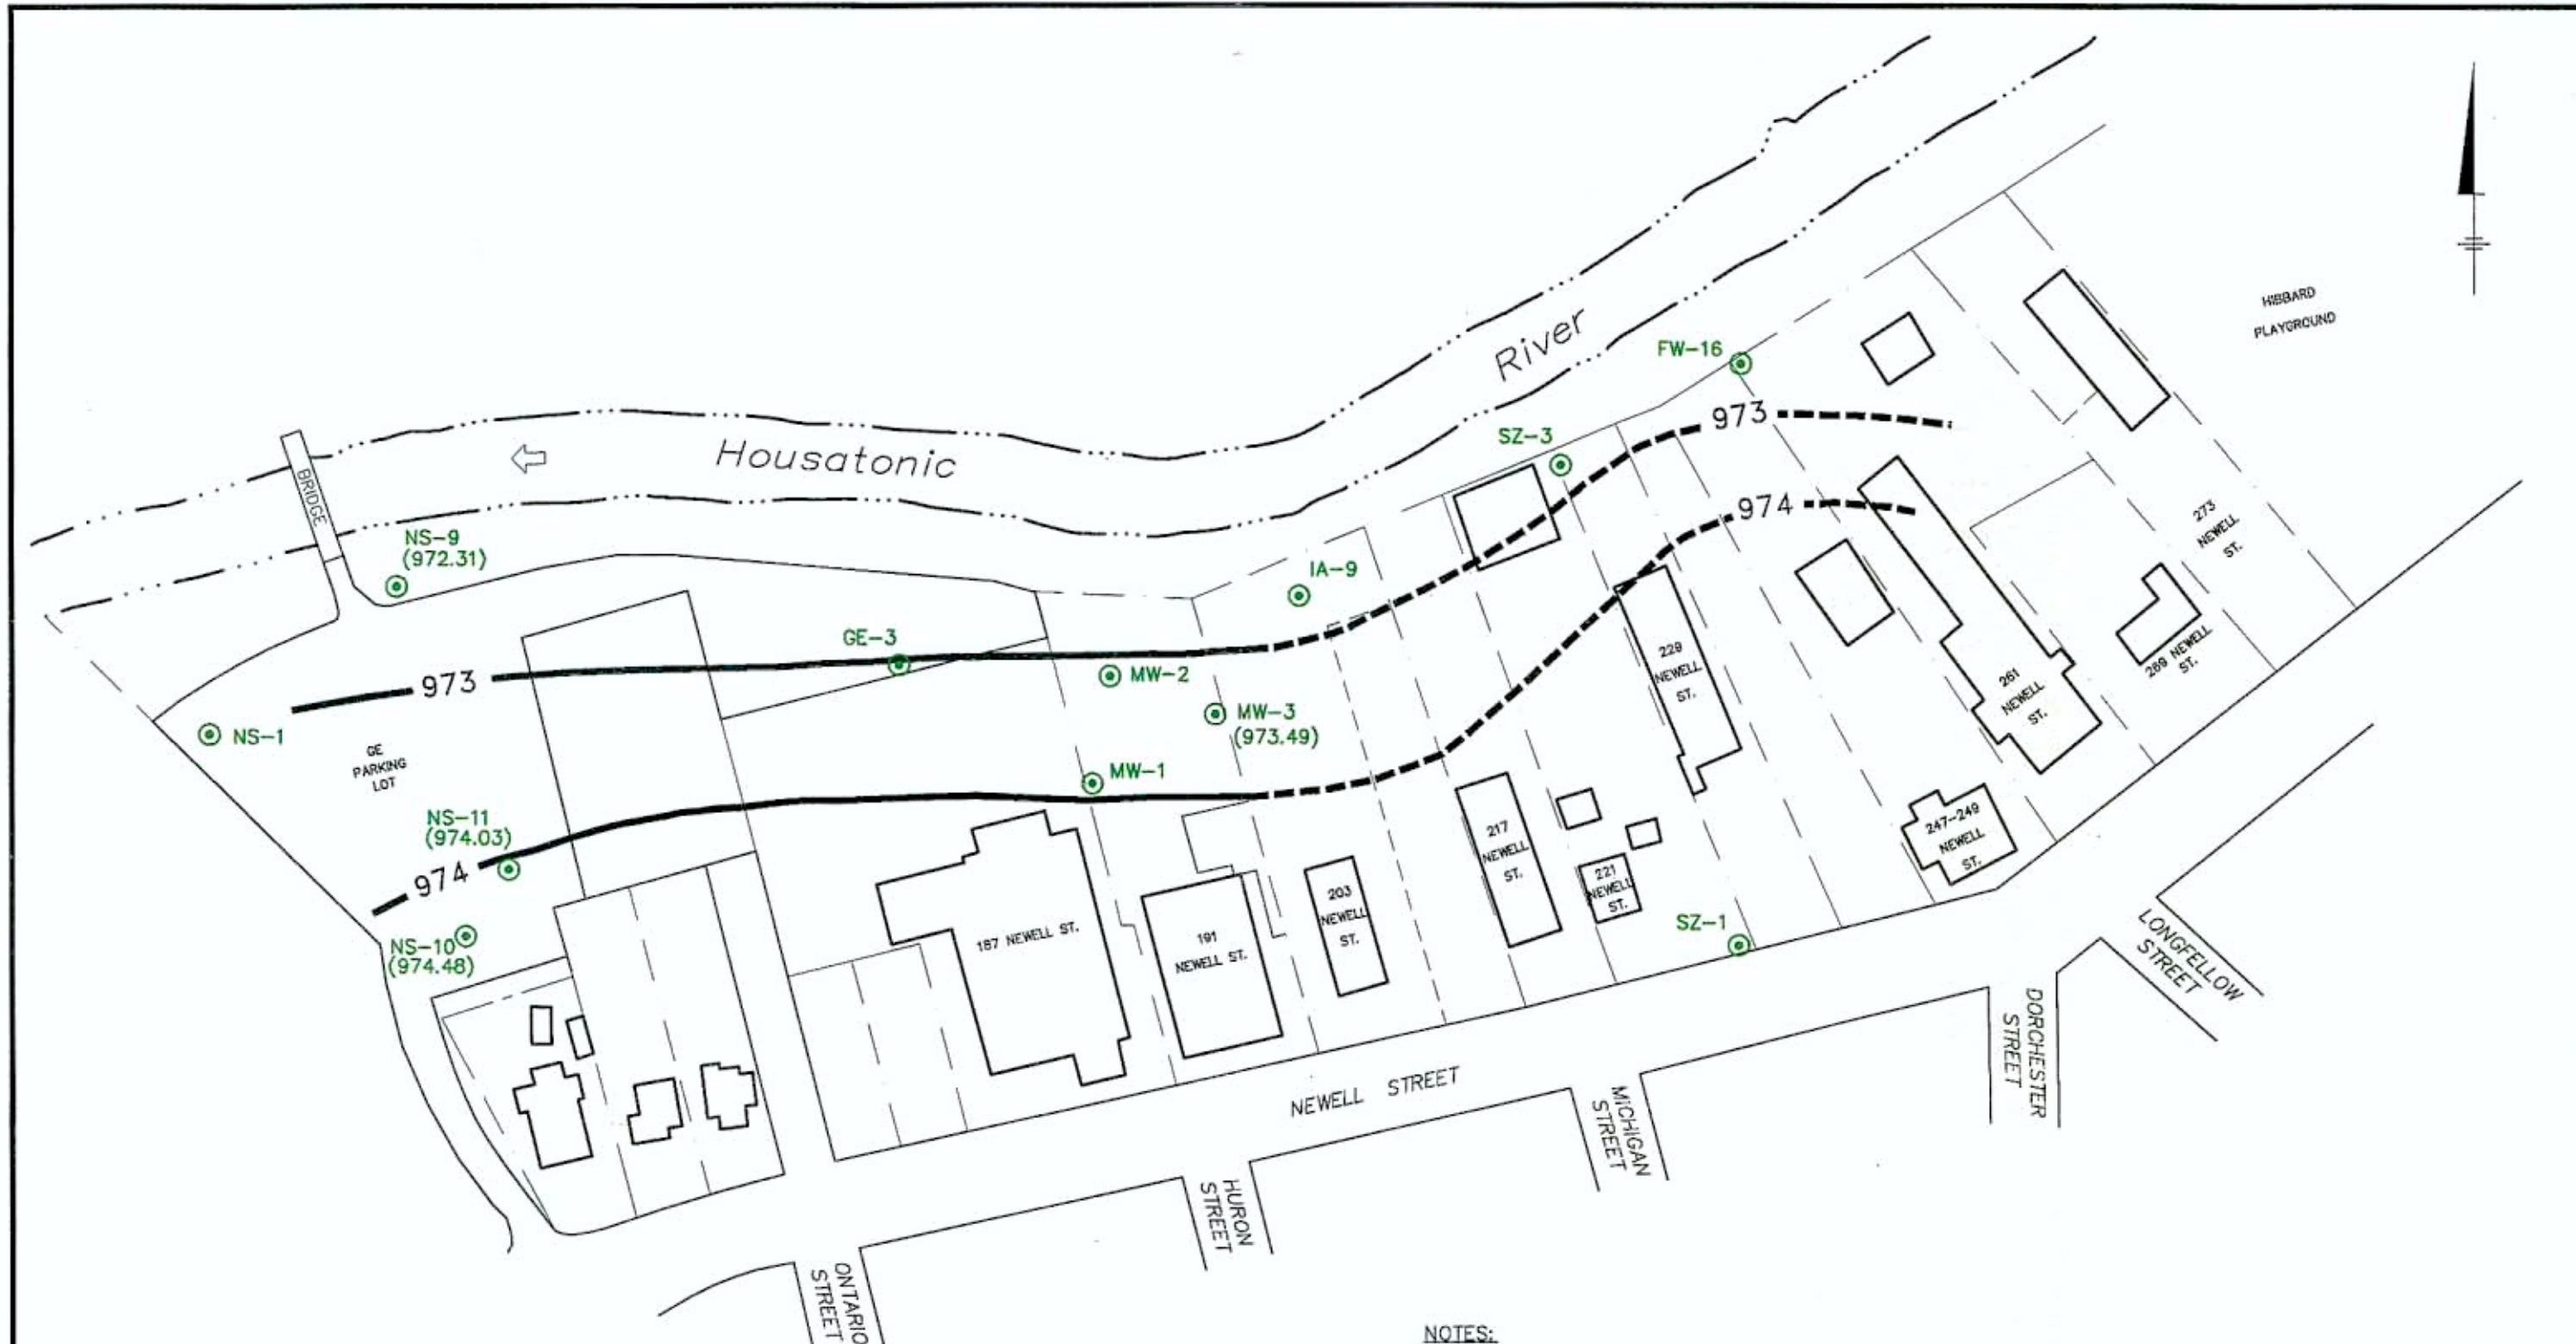 HIBBARD
PLAYGROUND
River
FW-16
973
SZ-3
Housatonic
BRIDGE
NS-9
(972.31)
974
273
NEWELL
ST.
IA-9
GE-3
973
MW-2
229
NEWELL
ST.
269 NEWELL
ST.
261
NEWELL
ST.
NS-1
MW-3
(973.49)
GE
PARKING
LOT
MW-1
NS-11
(974.03)
974
217
NEWELL
ST.
247-249
NEWELL
ST.
221
NEWELL
ST.
203
NEWELL
ST.
187 NEWELL ST.
191
NEWELL ST.
SZ-1
NS-10
(974.48)
LONGFELLOW
STREET
DORCHESTER
STREET
NEWELL STREET
MICHIGAN
STREET
HURON
STREET
ONTARIO
STREET
NOTES: